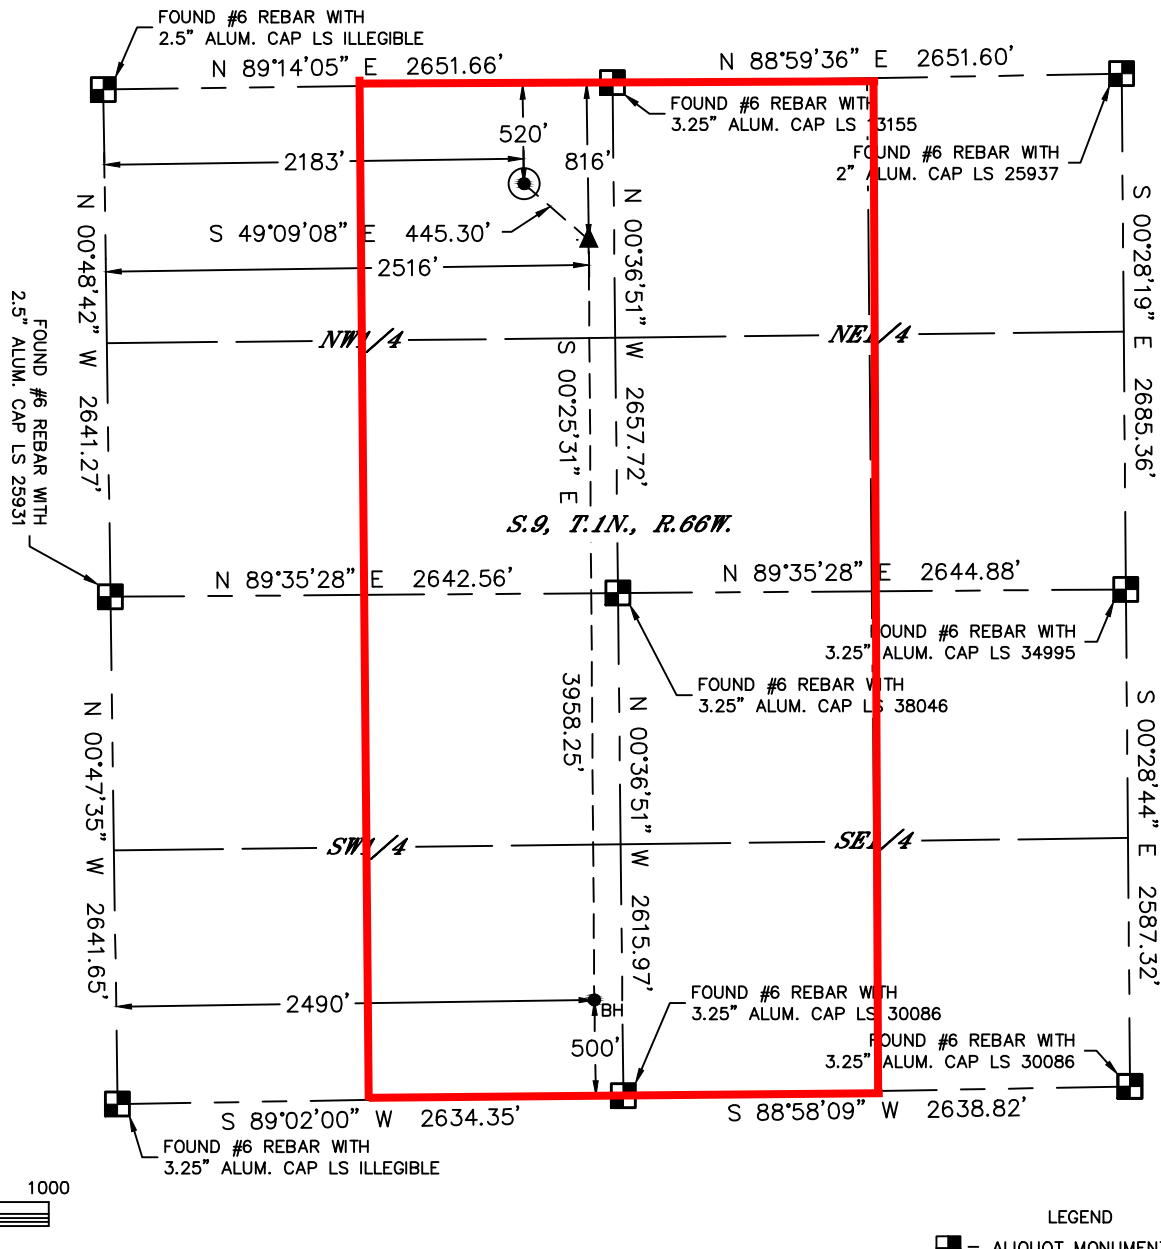 FOUND #6 REBAR WITH
2.5" ALUM. CAP LS ILLEGIBLE
N 89°14'05" E 2651.66'
N 88°59'36" E 2651.60'
FOUND #6 REBAR WITH
3.25" ALUM. CAP LS 13155
FOUND #6 REBAR WITH
2" ALUM. CAP LS 25937
520'
816'
2183'
S 49°09'08" E 445.30'
2516'
N 00°48'42" W 2641.27'
N 00°36'51" W 2657.72'
S 00°28'19" E 2685.36'
NW1/4
NE1/4
S 00°25'31" E 3958.25'
FOUND #6 REBAR WITH
2.5" ALUM. CAP LS 25931
S.9, T.1N., R.66W.
N 89°35'28" E 2642.56'
N 89°35'28" E 2644.88'
FOUND #6 REBAR WITH
3.25" ALUM. CAP LS 34995
FOUND #6 REBAR WITH
3.25" ALUM. CAP LS 38046
N 00°47'35" W 2641.65'
N 00°36'51" W 2615.97'
S 00°28'44" E 2587.32'
SW1/4
SE1/4
2490'
BH
500'
FOUND #6 REBAR WITH
3.25" ALUM. CAP LS 30086
FOUND #6 REBAR WITH
3.25" ALUM. CAP LS 30086
S 89°02'00" W 2634.35'
S 88°58'09" W 2638.82'
FOUND #6 REBAR WITH
3.25" ALUM. CAP LS ILLEGIBLE
1000
LEGEND
= ALIQUOT MONUMENT